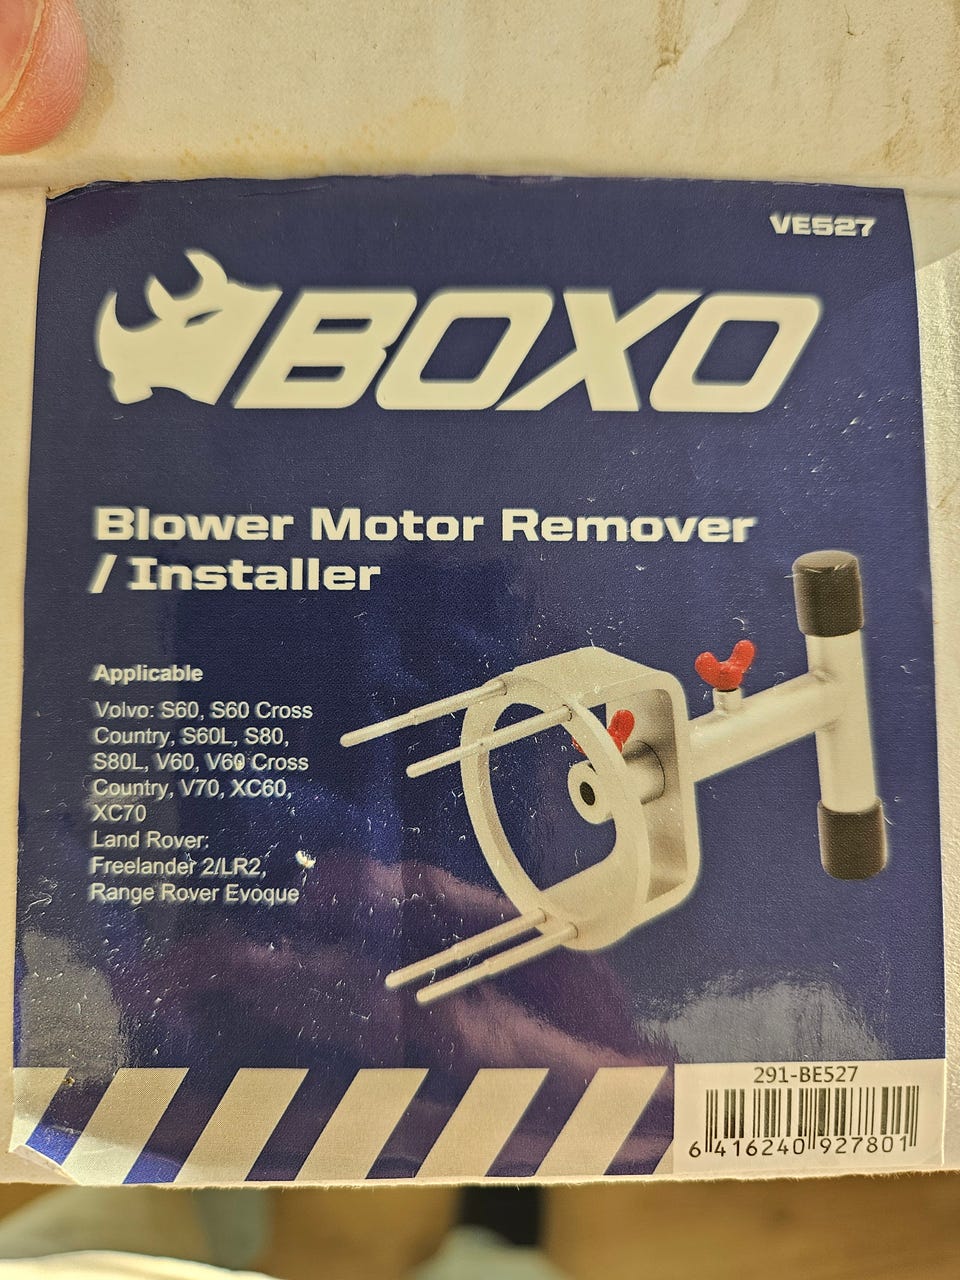 VE527
BOXO
Blower Motor Remover
/ Installer
Applicable
Volvo: S60, S60 Cross
Country, S60L, S80,
S80L, V60, V60 Cross
Country, V70, XC60,
XC70
Land Rover:
Freelander 2/LR2,
Range Rover Evoque
291-BE527
6 416240 927801